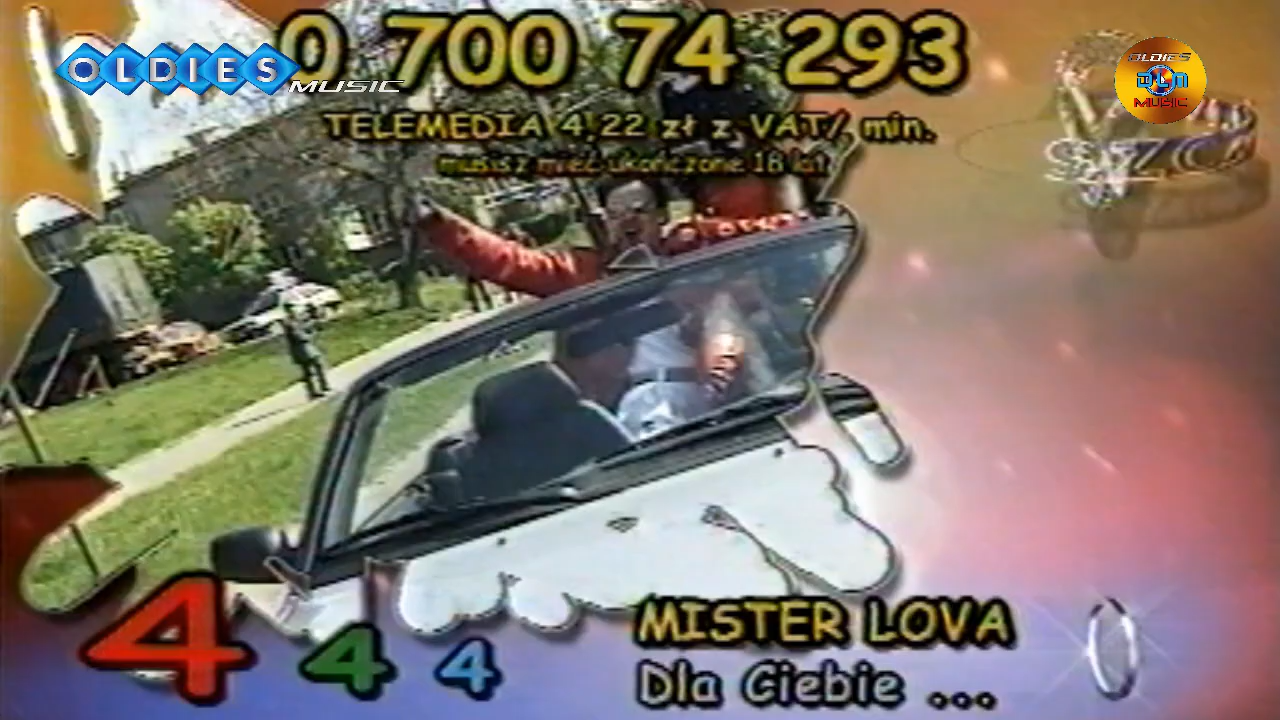 0 700 74 293
OLDIES
MUSIC
OLDIES
MUSIC
TELEMEDIA 4,22 zł z VAT/ min.
musisz mieć ukończone 18 lat
4 4 4
MISTER LOVA
Dla Ciebie ...